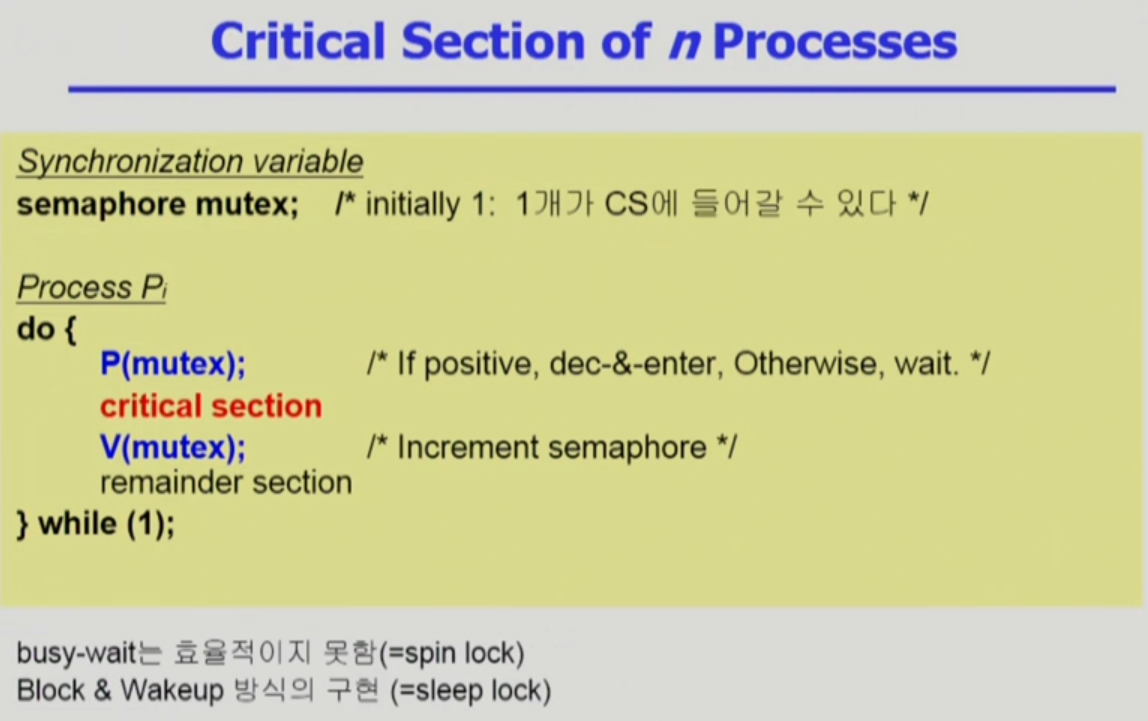 Critical Section of n Processes
Synchronization variable
semaphore mutex; /* initially 1: 1개가 CS에 들어갈 수 있다 */
Process Pi
do {
P(mutex); /* If positive, dec-&-enter, Otherwise, wait. */
critical section
V(mutex); /* Increment semaphore */
remainder section
} while (1);
busy-wait는 효율적이지 못함(=spin lock)
Block & Wakeup 방식의 구현 (=sleep lock)